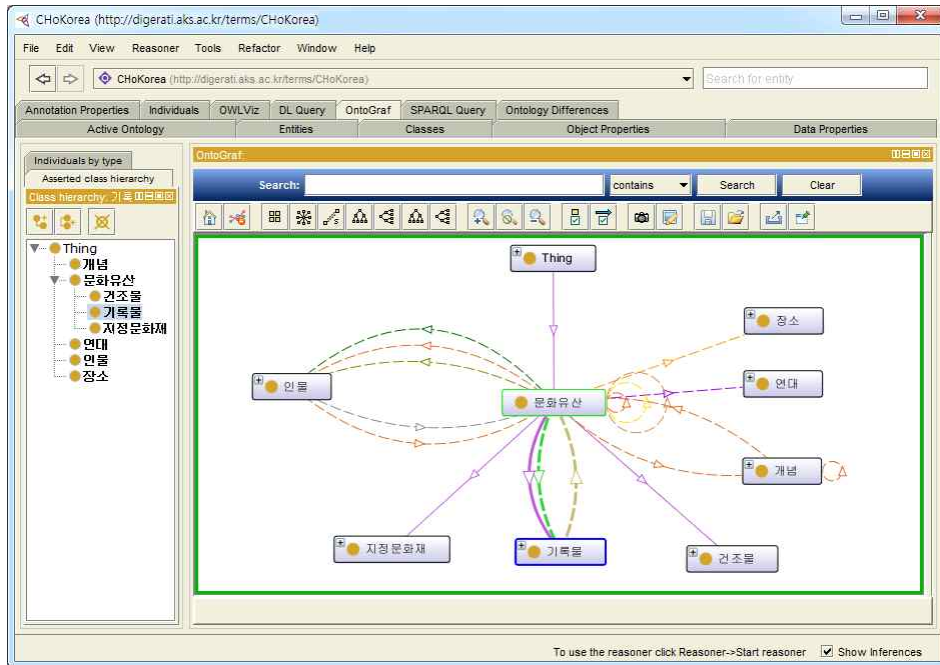 CHoKorea (http://digerati.aks.ac.kr/terms/CHoKorea)
File Edit View Reasoner Tools Refactor Window Help
CHoKorea (http://digerati.aks.ac.kr/terms/CHoKorea) Search for entity
Annotation Properties Individuals OWLViz DL Query OntoGraf SPARQL Query Ontology Differences
Active Ontology Entities Classes Object Properties Data Properties
Individuals by type
Asserted class hierarchy
Class hierarchy: 기록
Thing
개념
문화유산
건조물
기록물
지정문화재
연대
인물
장소
OntoGraf:
Search: contains Search Clear
Thing
장소
인물
연대
문화유산
개념
지정문화재
기록물
건조물
To use the reasoner click Reasoner->Start reasoner Show Inferences